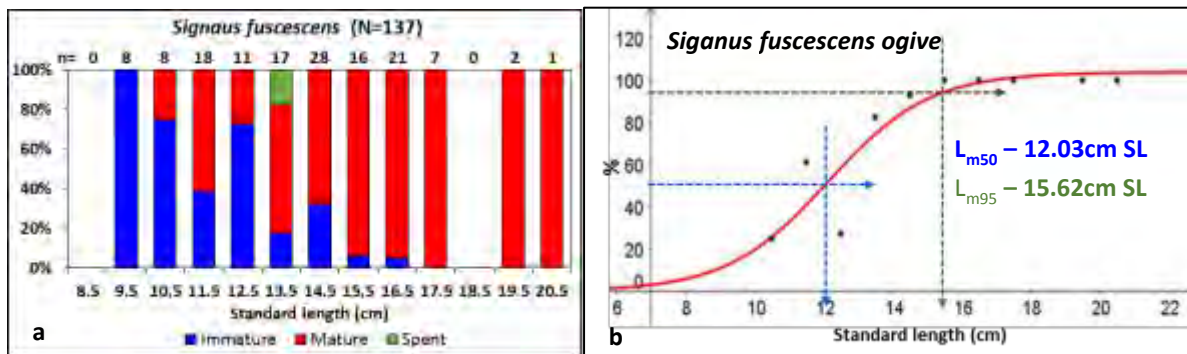 Signaus fuscescens (N=137)
n= 0 8 8 18 11 17 28 16 21 7 0 2 1
100%
80%
60%
40%
20%
0%
8.5 9.5 10.5 11.5 12.5 13.5 14.5 15.5 16.5 17.5 18.5 19.5 20.5
Standard length (cm)
a
Immature Mature Spent
Siganus fuscescens ogive
120
100
80
60
40
20
0
%
Lm50 – 12.03cm SL
Lm95 – 15.62cm SL
6 8 10 12 14 16 18 20 22
Standard length (cm)
b